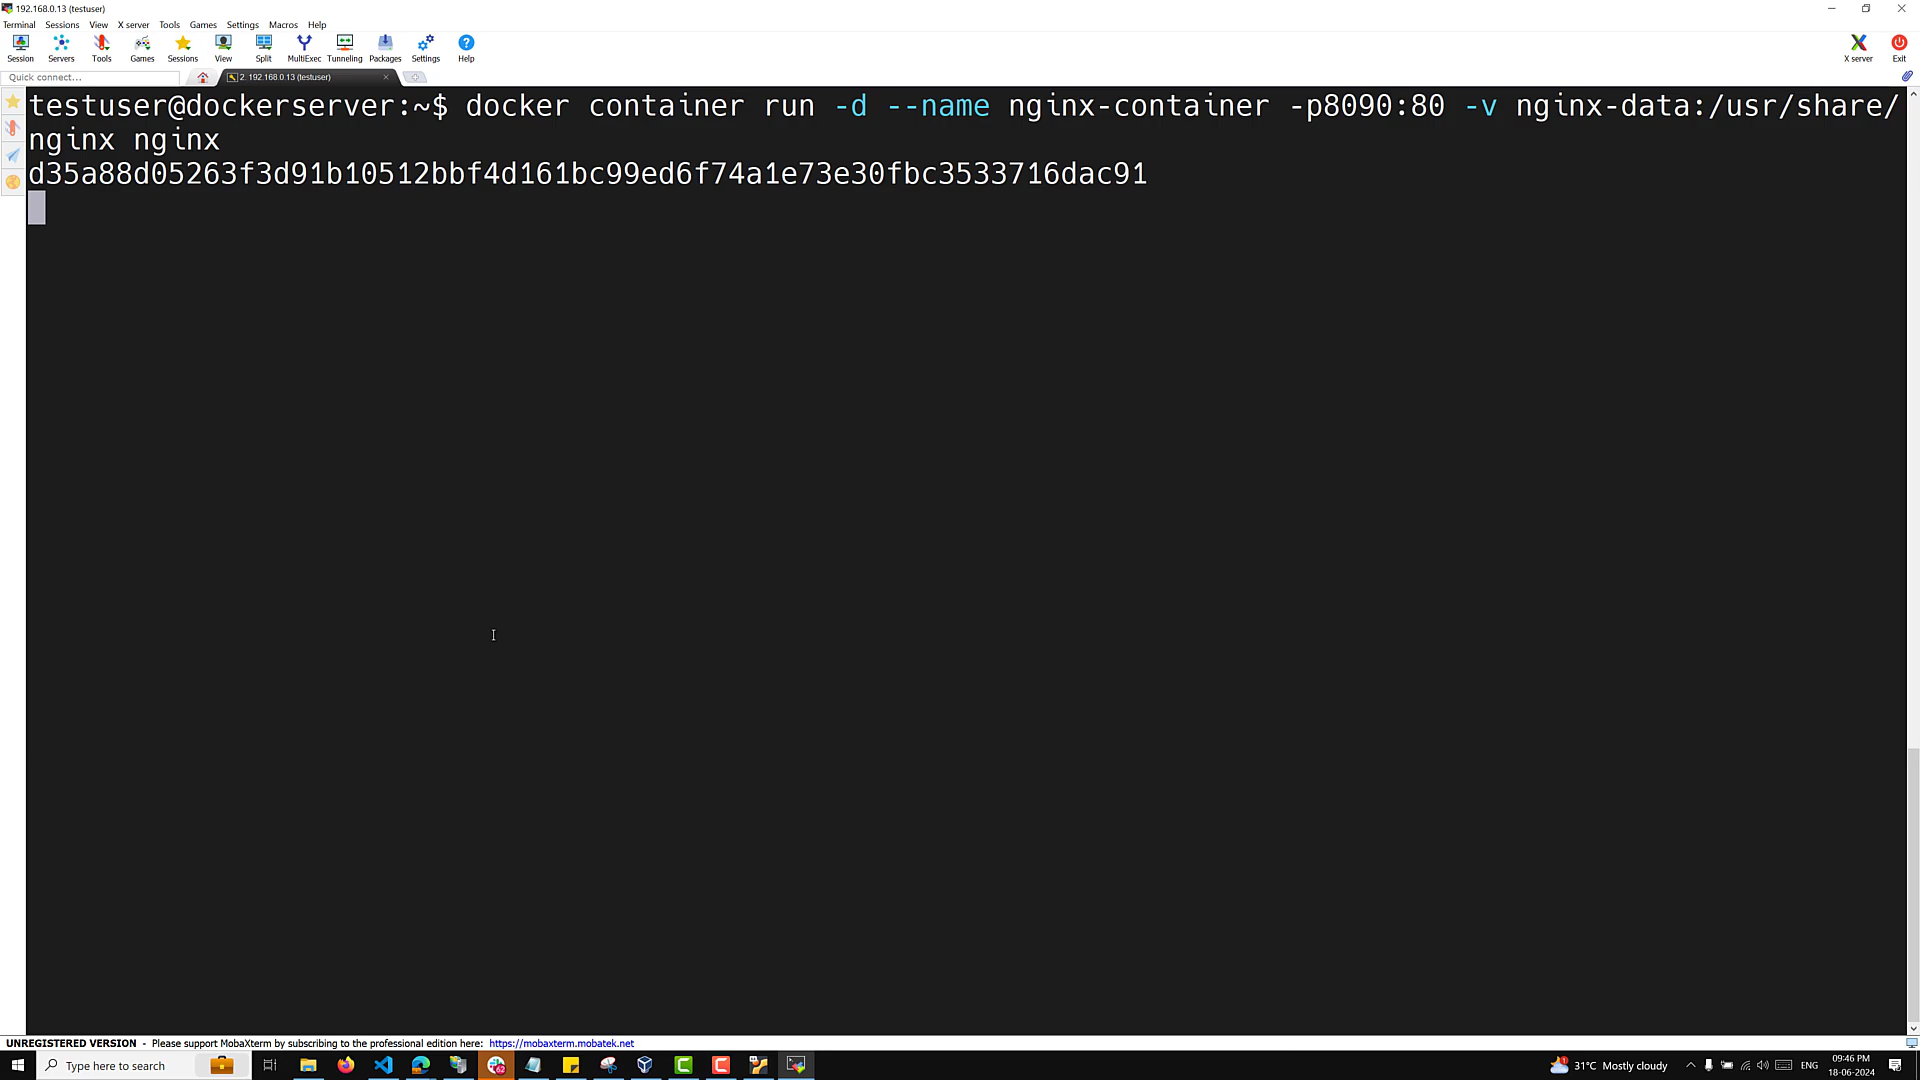 192.168.0.13 (testuser)
Terminal Sessions View X server Tools Games Settings Macros Help
Session Servers Tools Games Sessions View Split MultiExec Tunneling Packages Settings Help X server Exit
Quick connect...
2. 192.168.0.13 (testuser)
testuser@dockerserver:~$ docker container run -d --name nginx-container -p8090:80 -v nginx-data:/usr/share/
nginx nginx
d35a88d05263f3d91b10512bbf4d161bc99ed6f74a1e73e30fbc3533716dac91
UNREGISTERED VERSION - Please support MobaXterm by subscribing to the professional edition here: https://mobaxterm.mobatek.net
Type here to search
62
1
31°C Mostly cloudy
ENG
09:46 PM
18-06-2024